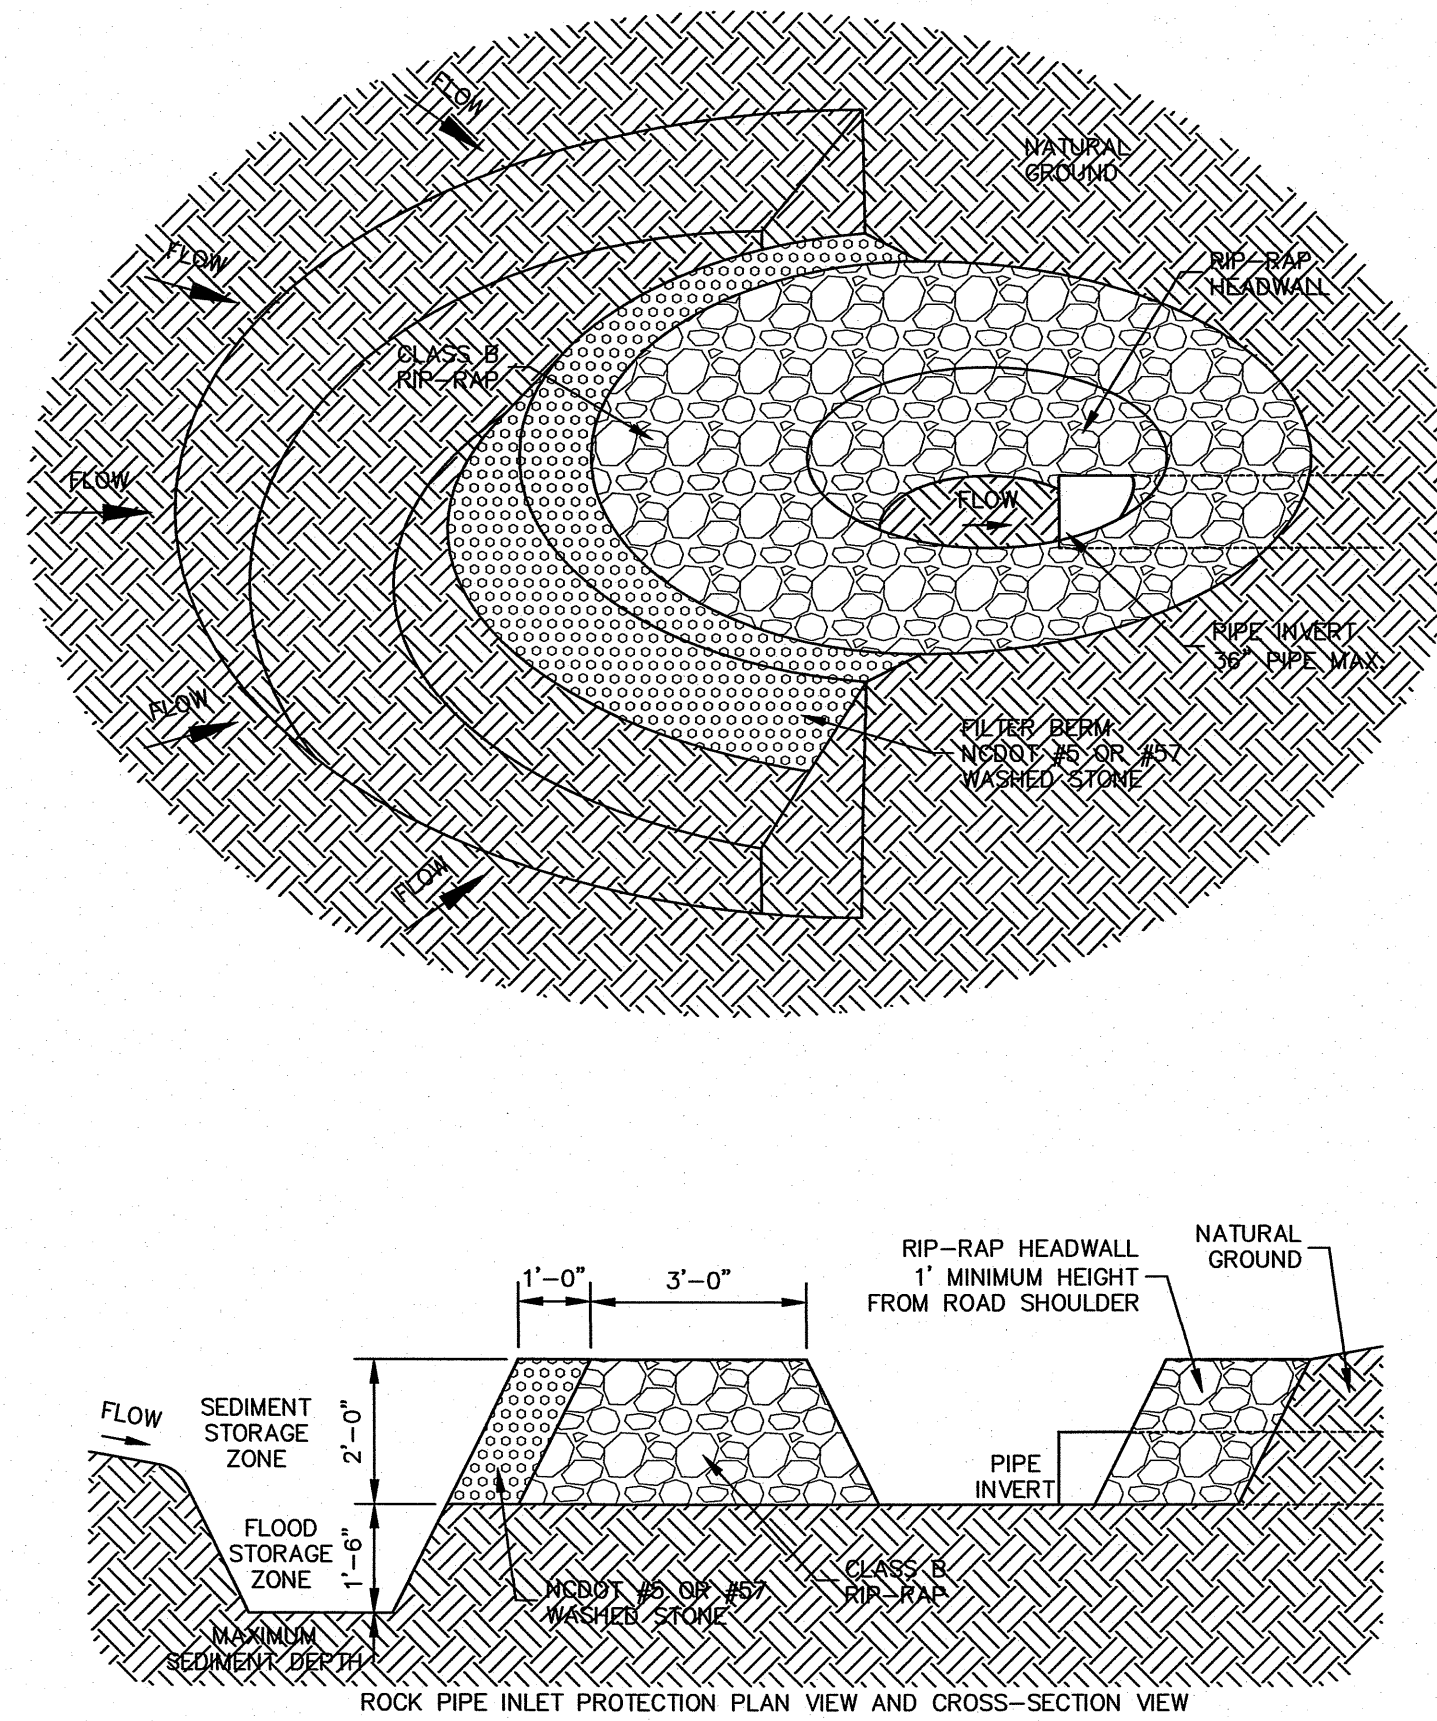 FLOW
NATURAL
GROUND
FLOW
RIP-RAP
HEADWALL
CLASS B
RIP-RAP
FLOW
FLOW
PIPE INVERT
36" PIPE MAX.
FLOW
FILTER BERM
NCDOT #5 OR #57
WASHED STONE
FLOW
RIP-RAP HEADWALL
1' MINIMUM HEIGHT
FROM ROAD SHOULDER
NATURAL
GROUND
1'-0"
3'-0"
FLOW
SEDIMENT
STORAGE
ZONE
2'-0"
PIPE
INVERT
FLOOD
STORAGE
ZONE
1'-6"
NCDOT #5 OR #57
WASHED STONE
CLASS B
RIP-RAP
MAXIMUM
SEDIMENT DEPTH
ROCK PIPE INLET PROTECTION PLAN VIEW AND CROSS-SECTION VIEW